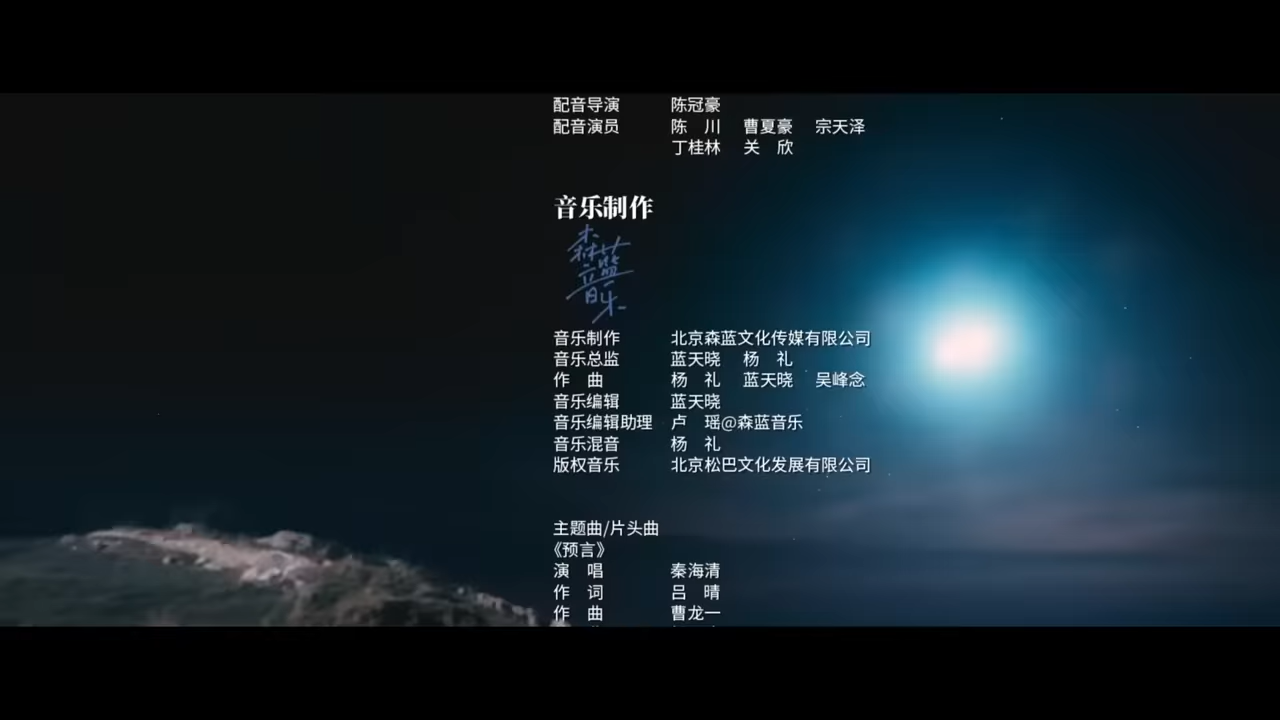 配音导演 陈冠豪
配音演员 陈 川 曹夏豪 宗天泽
丁桂林 关 欣
音乐制作
森蓝
音乐
音乐制作 北京森蓝文化传媒有限公司
音乐总监 蓝天晓 杨 礼
作 曲 杨 礼 蓝天晓 吴峰念
音乐编辑 蓝天晓
音乐编辑助理 卢 瑶@森蓝音乐
音乐混音 杨 礼
版权音乐 北京松巴文化发展有限公司
主题曲/片头曲
《预言》
演 唱 秦海清
作 词 吕 晴
作 曲 曹龙一